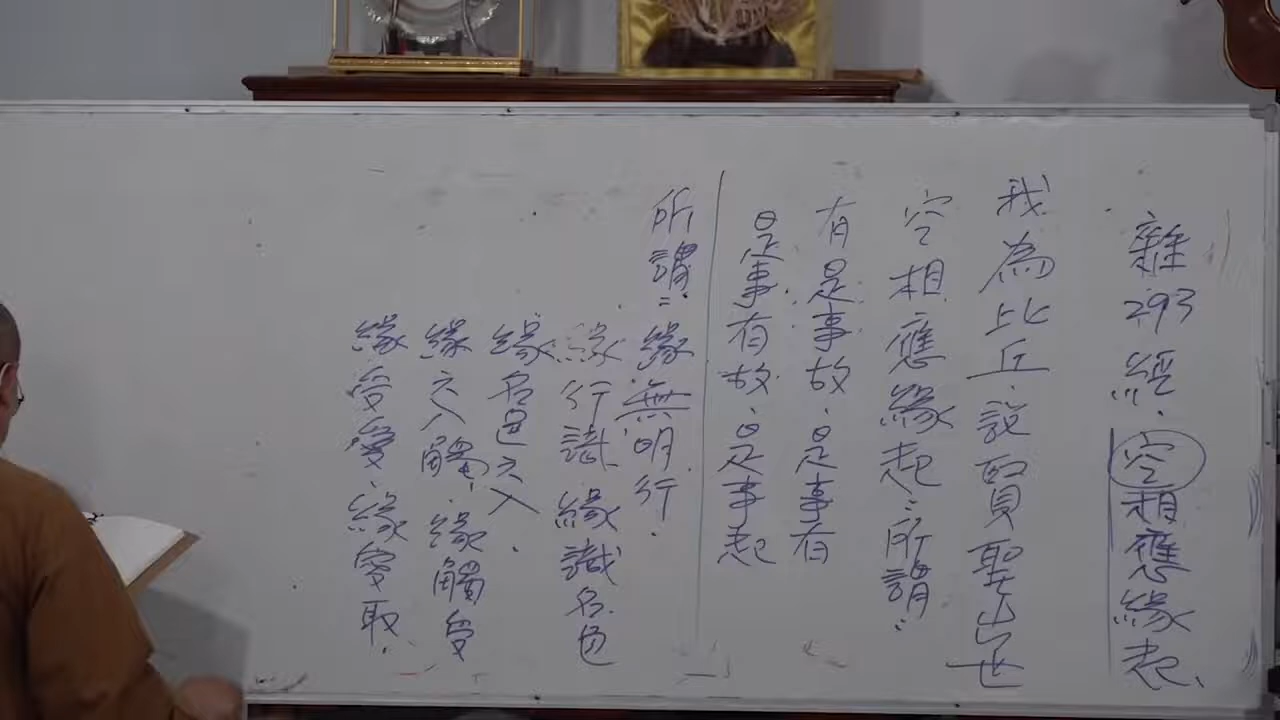 雜293經、空相應緣起、
我為比丘說賢聖出世
空相應緣起：所謂：
有是事故，是事有
是事有故，是事起
所謂：緣無明行．
緣行識 緣識名色
緣名色六入．
緣六入觸，緣觸受
緣受愛，緣愛取．